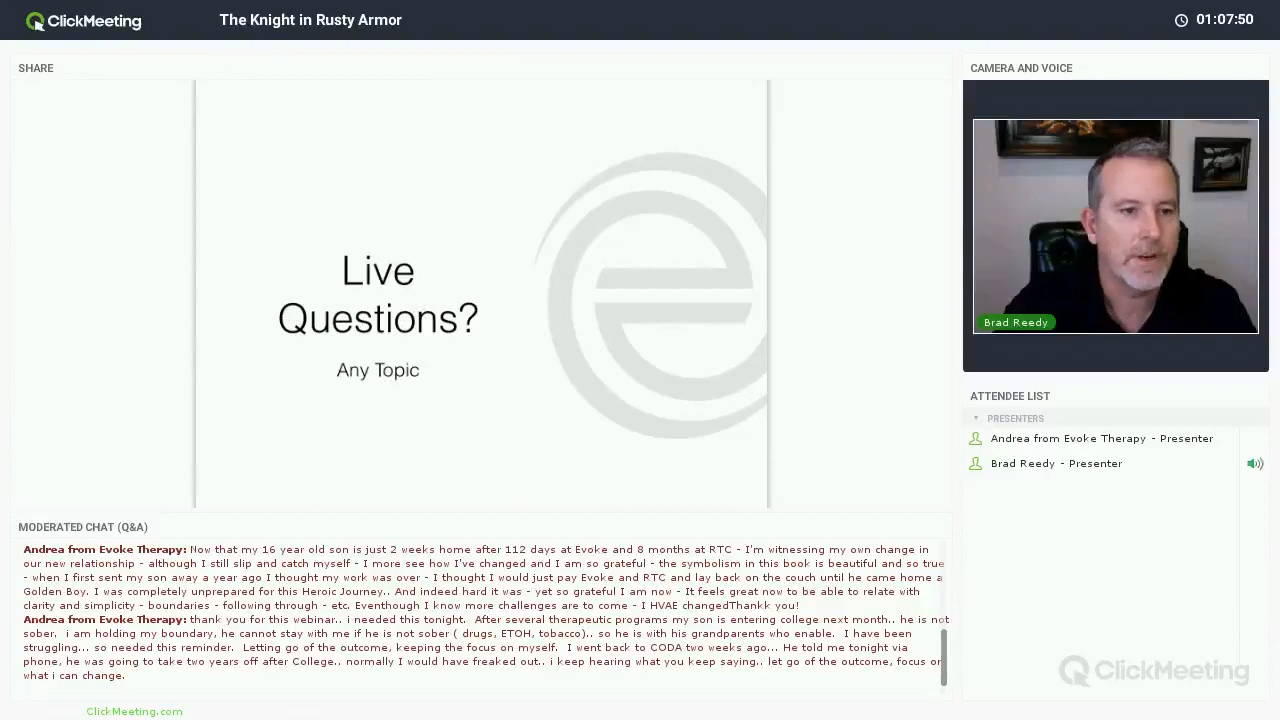 ClickMeeting
The Knight in Rusty Armor
01:07:50
SHARE
CAMERA AND VOICE
Live
Questions?
Any Topic
Brad Reedy
ATTENDEE LIST
PRESENTERS
Andrea from Evoke Therapy - Presenter
Brad Reedy - Presenter
MODERATED CHAT (Q&A)
Andrea from Evoke Therapy: Now that my 16 year old son is just 2 weeks home after 112 days at Evoke and 8 months at RTC - I'm witnessing my own change in
our new relationship - although I still slip and catch myself - I more see how I've changed and I am so grateful - the symbolism in this book is beautiful and so true
- when I first sent my son away a year ago I thought my work was over - I thought I would just pay Evoke and RTC and lay back on the couch until he came home a
Golden Boy. I was completely unprepared for this Heroic Journey.. And indeed hard it was - yet so grateful I am now - It feels great now to be able to relate with
clarity and simplicity - boundaries - following through - etc. Eventhough I know more challenges are to come - I HVAE changedThankk you!
Andrea from Evoke Therapy: thank you for this webinar.. i needed this tonight. After several therapeutic programs my son is entering college next month.. he is not
sober. i am holding my boundary, he cannot stay with me if he is not sober ( drugs, ETOH, tobacco).. so he is with his grandparents who enable. I have been
struggling... so needed this reminder. Letting go of the outcome, keeping the focus on myself. I went back to CODA two weeks ago... He told me tonight via
phone, he was going to take two years off after College.. normally I would have freaked out.. i keep hearing what you keep saying.. let go of the outcome, focus on
what i can change.
ClickMeeting
ClickMeeting.com